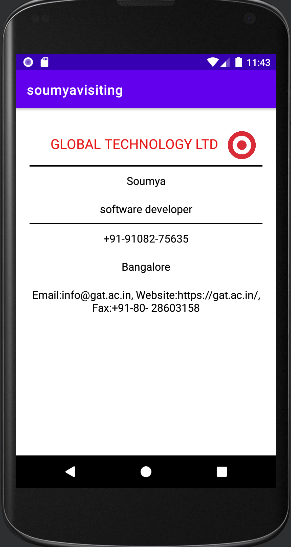 11:43
soumyavisiting
GLOBAL TECHNOLOGY LTD
Soumya
software developer
+91-91082-75635
Bangalore
Email:info@gat.ac.in, Website:https://gat.ac.in/,
Fax:+91-80- 28603158